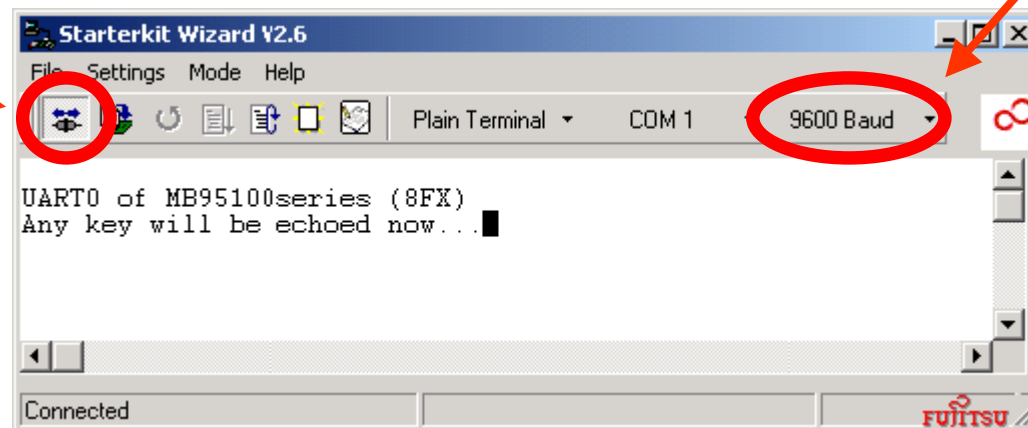 Starterkit Wizard V2.6
File Settings Mode Help
Plain Terminal COM 1 9600 Baud
UART0 of MB95100series (8FX)
Any key will be echoed now...
Connected
FUJITSU